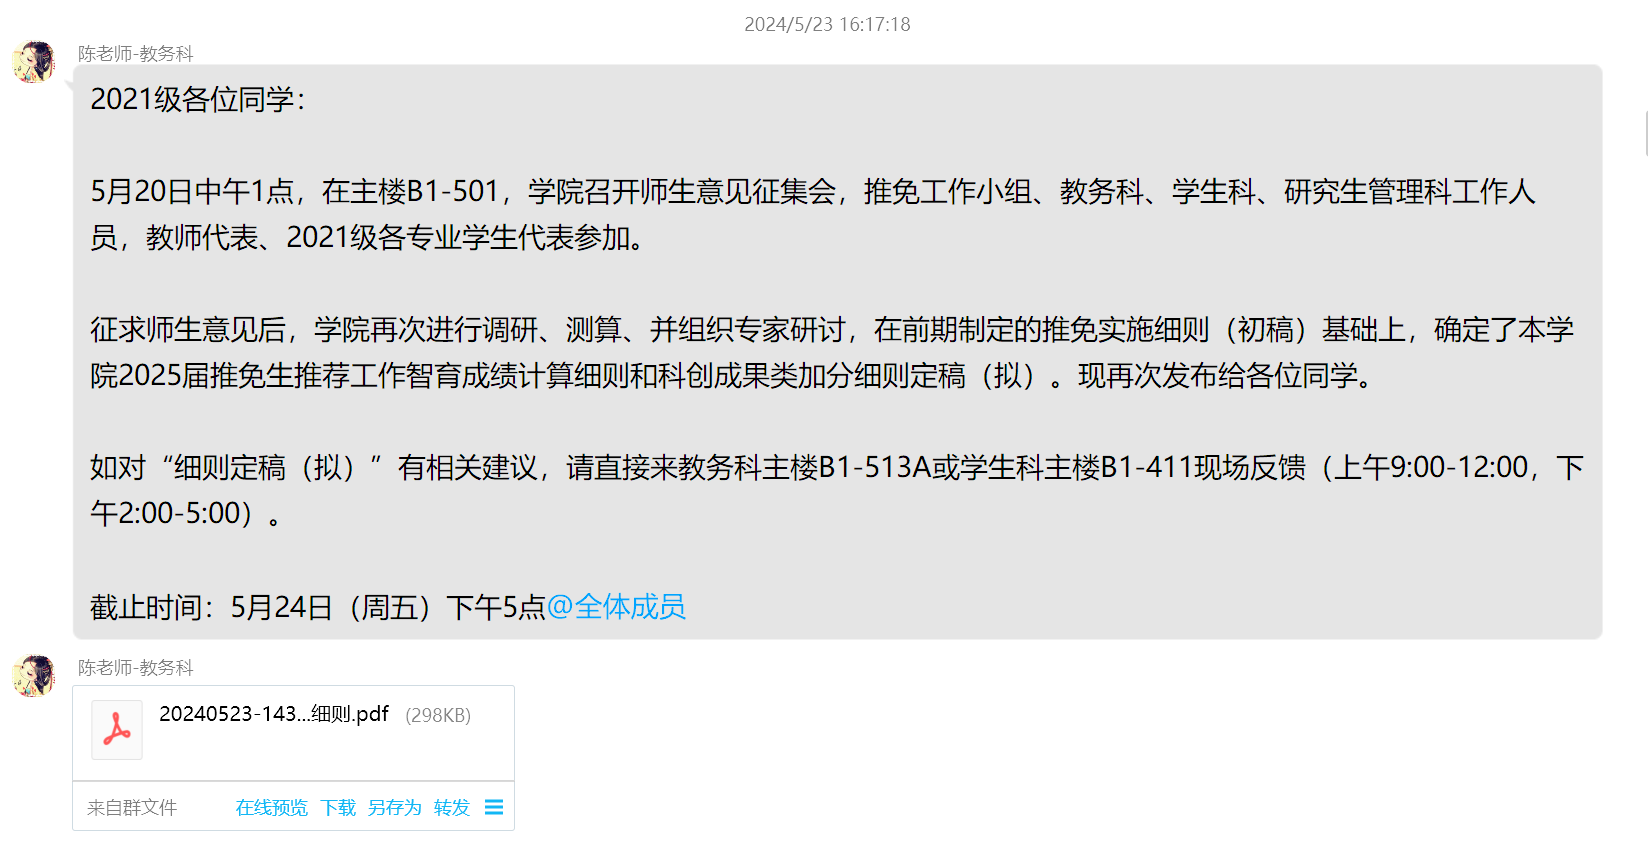 2024/5/23 16:17:18
陈老师-教务科
2021级各位同学：
5月20日中午1点，在主楼B1-501，学院召开师生意见征集会，推免工作小组、教务科、学生科、研究生管理科工作人
员，教师代表、2021级各专业学生代表参加。
征求师生意见后，学院再次进行调研、测算、并组织专家研讨，在前期制定的推免实施细则（初稿）基础上，确定了本学
院2025届推免生推荐工作智育成绩计算细则和科创成果类加分细则定稿（拟）。现再次发布给各位同学。
如对“细则定稿（拟）”有相关建议，请直接来教务科主楼B1-513A或学生科主楼B1-411现场反馈（上午9:00-12:00，下
午2:00-5:00）。
截止时间：5月24日（周五）下午5点@全体成员
陈老师-教务科
20240523-143...细则.pdf (298KB)
来自群文件 在线预览 下载 另存为 转发